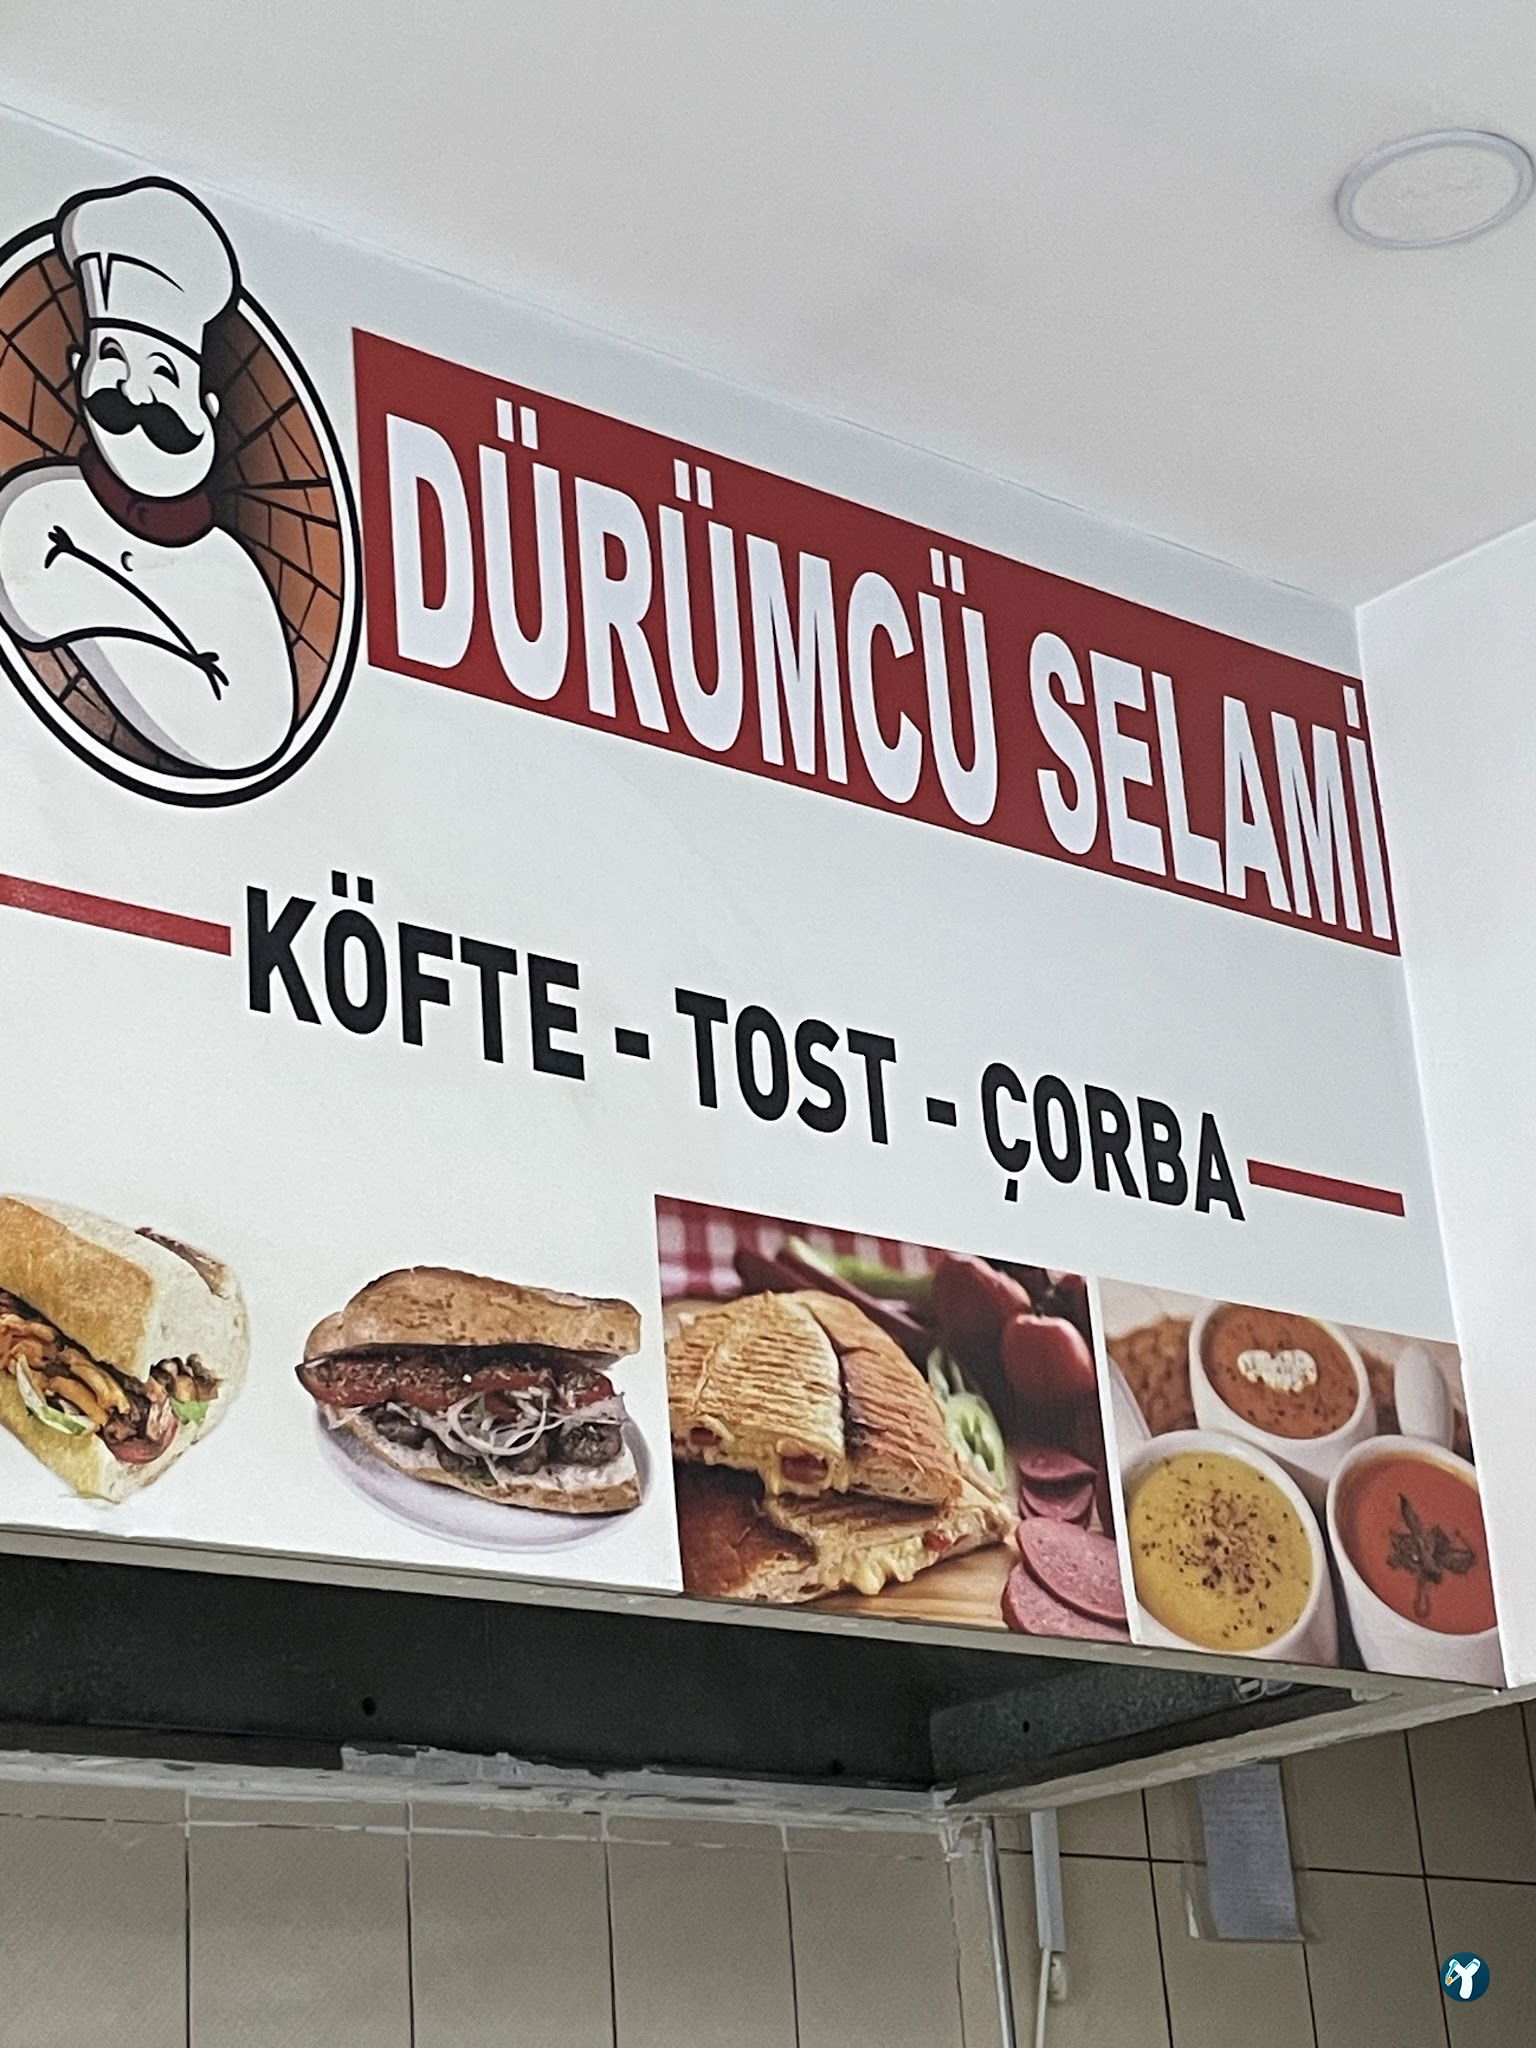 DÜRÜMCÜ SELAMİ
KÖFTE - TOST - ÇORBA